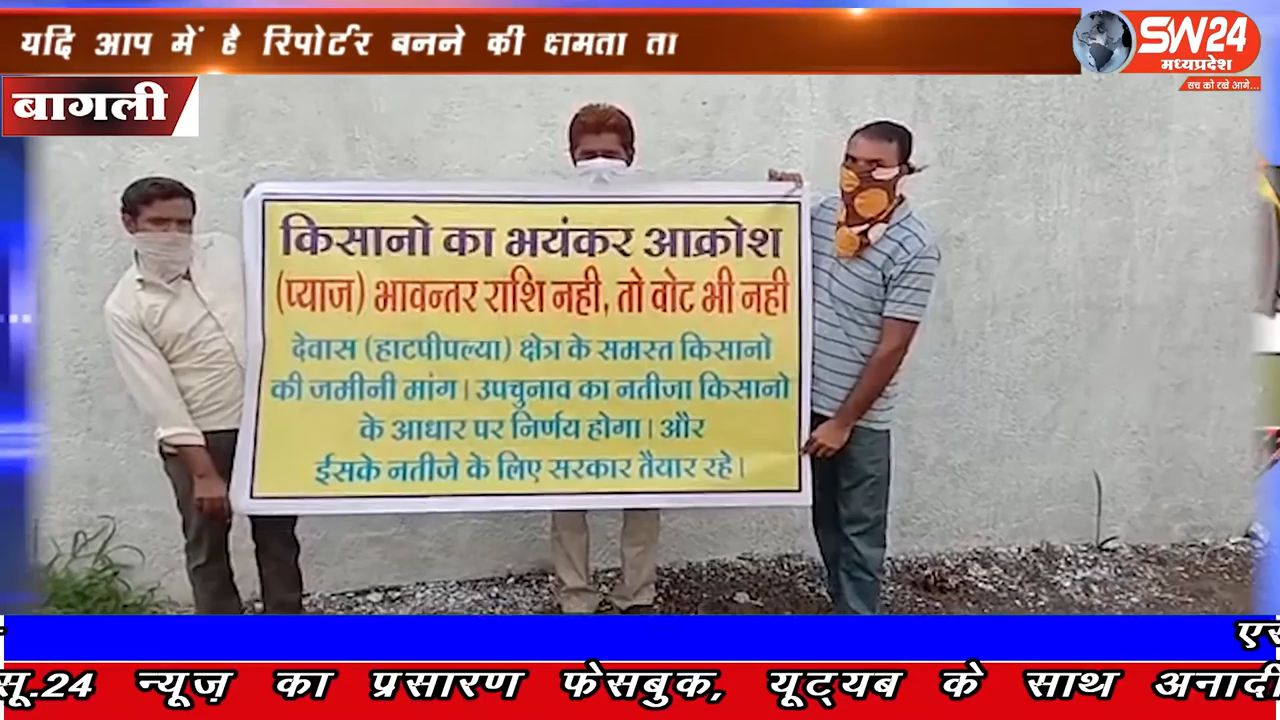 यदि आप में है रिपोर्टर बनने की क्षमता ता
SW24
मध्यप्रदेश
सच को रखे आगे...
बागली
किसानो का भयंकर आक्रोश
(प्याज) भावन्तर राशि नही, तो वोट भी नही
देवास (हाटपीपल्या) क्षेत्र के समस्त किसानो
की जमीनी मांग। उपचुनाव का नतीजा किसानो
के आधार पर निर्णय होगा। और
ईसके नतीजे के लिए सरकार तैयार रहे।
सू.24 न्यूज़ का प्रसारण फेसबुक, यूट्यब के साथ अनादी